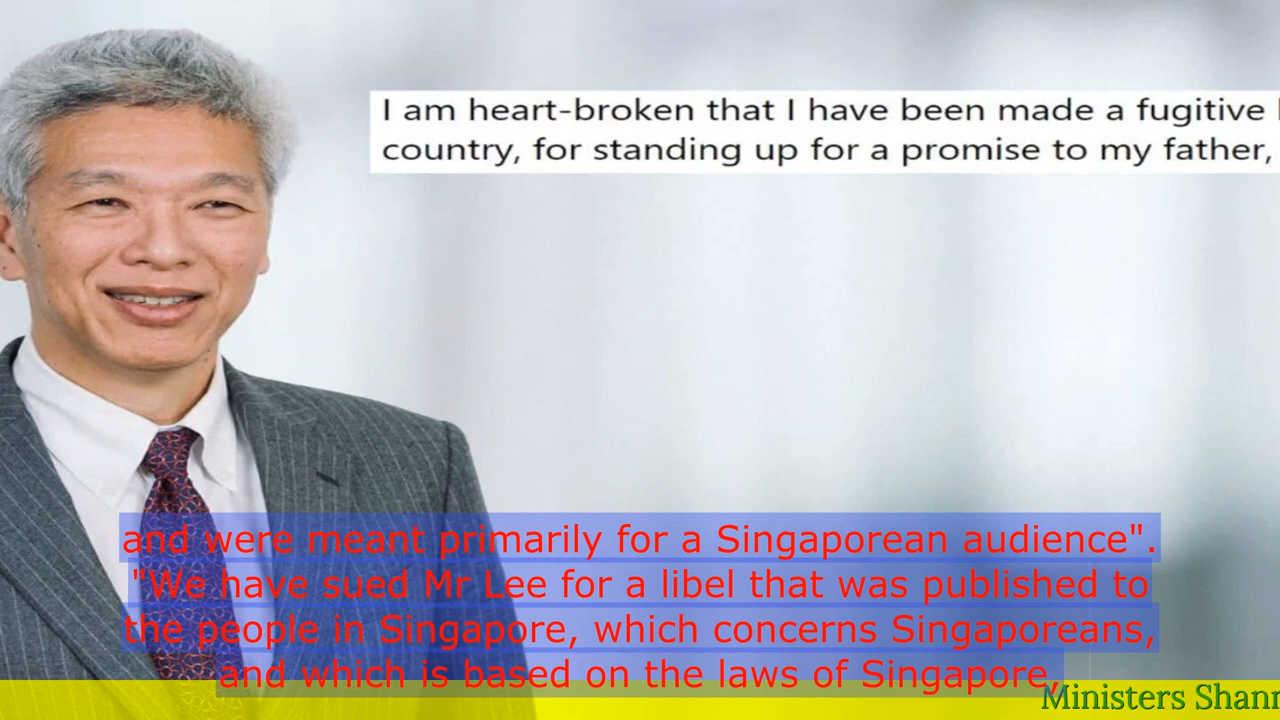 I am heart-broken that I have been made a fugitive
country, for standing up for a promise to my father,
and were meant primarily for a Singaporean audience".
"We have sued Mr Lee for a libel that was published to
the people in Singapore, which concerns Singaporeans,
and which is based on the laws of Singapore,
Ministers Shan